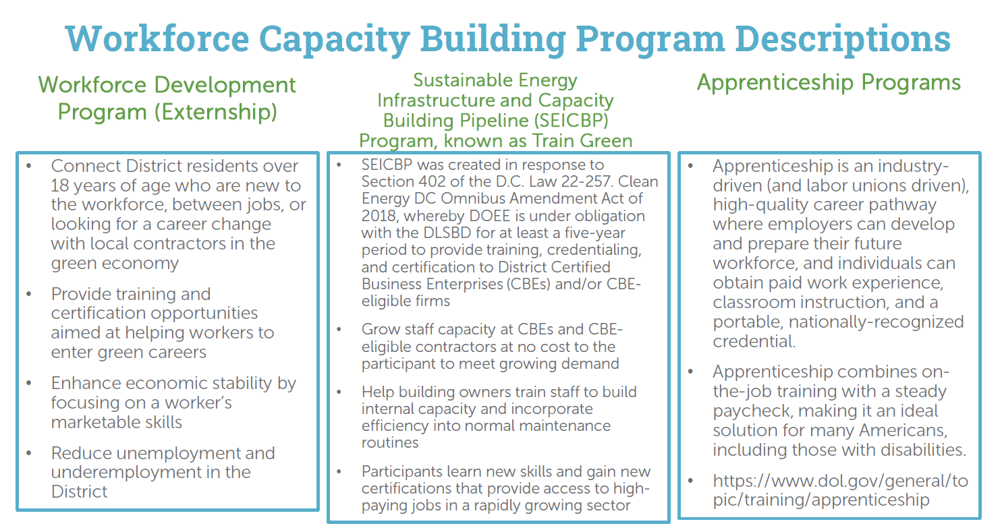 Workforce Capacity Building Program Descriptions
Workforce Development
Program (Externship)
• Connect District residents over
18 years of age who are new to
the workforce, between jobs, or
looking for a career change
with local contractors in the
green economy
• Provide training and
certification opportunities
aimed at helping workers to
enter green careers
• Enhance economic stability by
focusing on a worker’s
marketable skills
• Reduce unemployment and
underemployment in the
District
Sustainable Energy
Infrastructure and Capacity
Building Pipeline (SEICBP)
Program, known as Train Green
• SEICBP was created in response to
Section 402 of the D.C. Law 22-257. Clean
Energy DC Omnibus Amendment Act of
2018, whereby DOEE is under obligation
with the DLSBD for at least a five-year
period to provide training, credentialing,
and certification to District Certified
Business Enterprises (CBEs) and/or CBE-
eligible firms
• Grow staff capacity at CBEs and CBE-
eligible contractors at no cost to the
participant to meet growing demand
• Help building owners train staff to build
internal capacity and incorporate
efficiency into normal maintenance
routines
• Participants learn new skills and gain new
certifications that provide access to high-
paying jobs in a rapidly growing sector
Apprenticeship Programs
• Apprenticeship is an industry-
driven (and labor unions driven),
high-quality career pathway
where employers can develop
and prepare their future
workforce, and individuals can
obtain paid work experience,
classroom instruction, and a
portable, nationally-recognized
credential.
• Apprenticeship combines on-
the-job training with a steady
paycheck, making it an ideal
solution for many Americans,
including those with disabilities.
• https://www.dol.gov/general/to
pic/training/apprenticeship